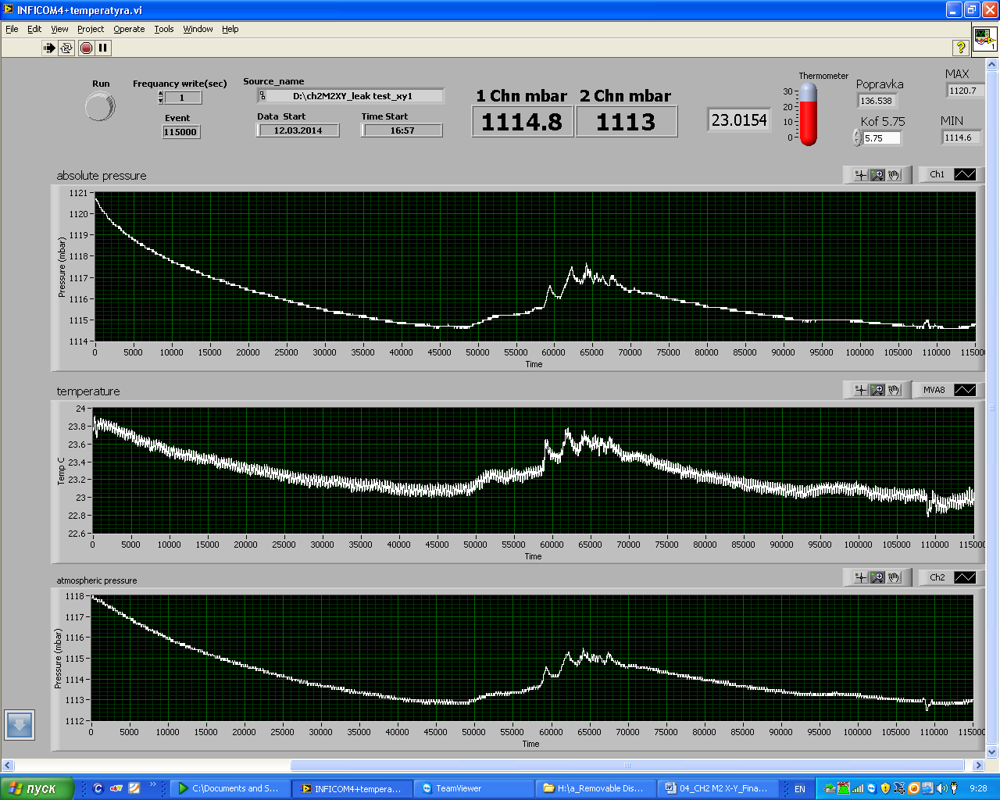 INFICOM4+temperatyra.vi
File Edit View Project Operate Tools Window Help
1
Run
Frequancy write(sec)
1
Event
115000
Source_name
D:\ch2M2XY_leak test_xy1
Data Start
12.03.2014
Time Start
16:57
1 Chn mbar
1114.8
2 Chn mbar
1113
23.0154
Thermometer
30
20
10
0
Popravka
136.538
Kof 5.75
5.75
MAX
1120.7
MIN
1114.6
absolute pressure
Ch1
Pressure (mbar)
1121
1120
1119
1118
1117
1116
1115
1114
0 5000 10000 15000 20000 25000 30000 35000 40000 45000 50000 55000 60000 65000 70000 75000 80000 85000 90000 95000 100000 105000 110000 115000
Time
temperature
MVA8
Temp C
24
23.8
23.6
23.4
23.2
23
22.8
22.6
0 5000 10000 15000 20000 25000 30000 35000 40000 45000 50000 55000 60000 65000 70000 75000 80000 85000 90000 95000 100000 105000 110000 115000
Time
atmospheric pressure
Ch2
Pressure (mbar)
1118
1117
1116
1115
1114
1113
1112
0 5000 10000 15000 20000 25000 30000 35000 40000 45000 50000 55000 60000 65000 70000 75000 80000 85000 90000 95000 100000 105000 110000 115000
Time
пуск
C:\Documents and S...
INFICOM4+tempera...
TeamViewer
H:\a_Removable Dis...
04_CH2 M2 X-Y_Fina...
EN
9:28